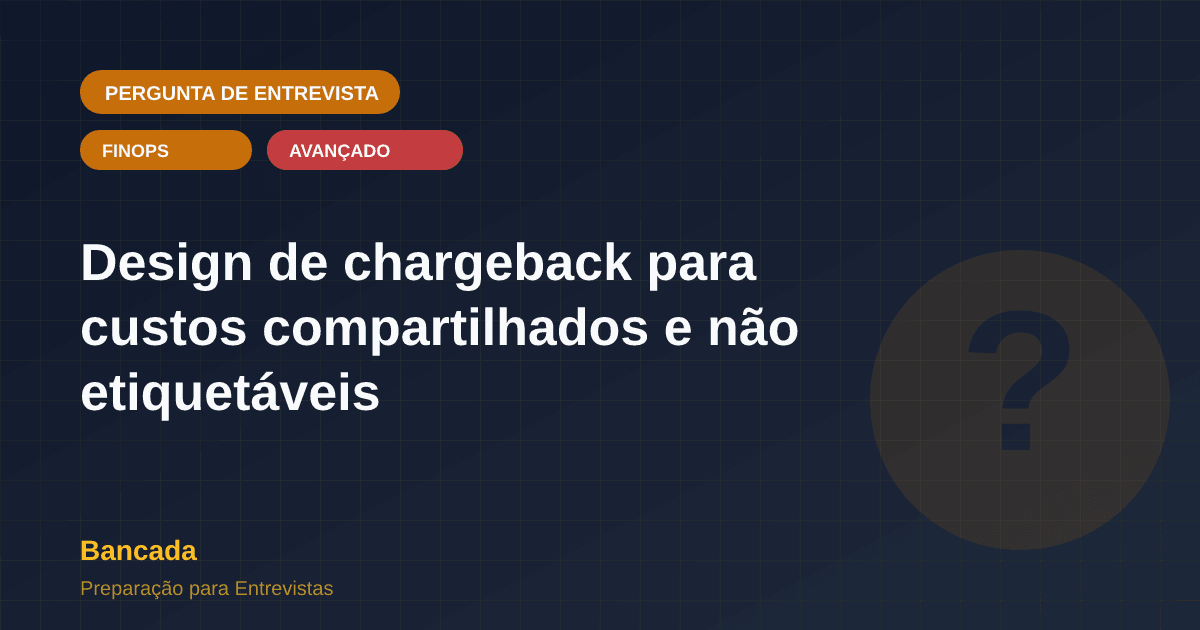 PERGUNTA DE ENTREVISTA
FINOPS AVANÇADO
Design de chargeback para
custos compartilhados e não
etiquetáveis
?
Bancada
Preparação para Entrevistas